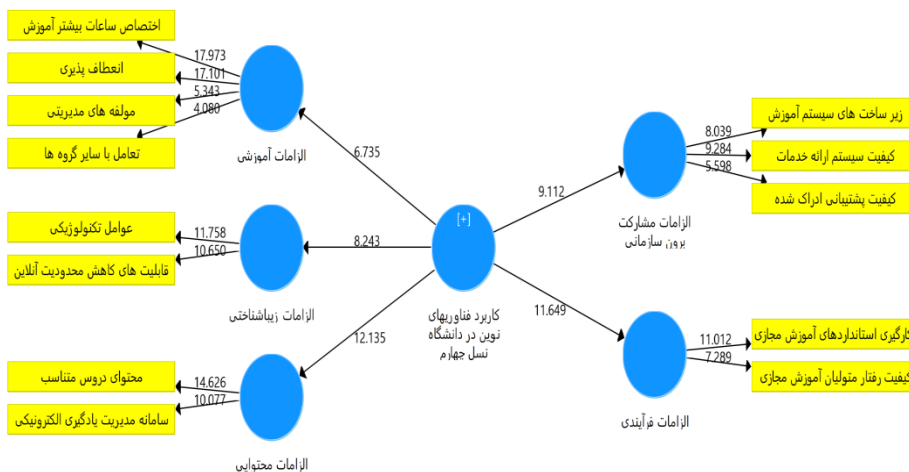 اختصاص ساعات بیشتر آموزش
انعطاف پذیری
مولفه های مدیریتی
تعامل با سایر گروه ها
17.973
17.101
5.343
4.080
الزامات آموزشی
6.735
عوامل تکنولوژیکی
قابلیت های کاهش محدودیت آنلاین
11.758
10.650
الزامات زیباشناختی
8.243
محتوای دروس متناسب
سامانه مدیریت یادگیری الکترونیکی
14.626
10.077
الزامات محتوایی
12.135
[+]
کاربرد فناوریهای
نوین در دانشگاه
نسل چهارم
9.112
11.649
الزامات مشارکت
برون سازمانی
8.039
9.284
5.598
زیر ساخت های سیستم آموزش
کیفیت سیستم ارائه خدمات
کیفیت پشتیبانی ادراک شده
الزامات فرآیندی
11.012
7.289
کارگیری استانداردهای آموزش مجازی
کیفیت رفتار متولیان آموزش مجازی